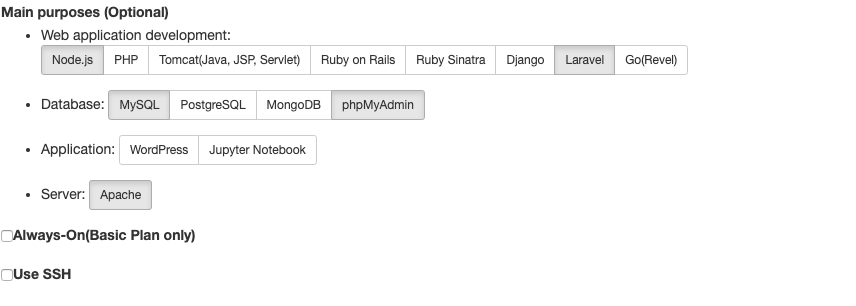 Main purposes (Optional)
• Web application development:
Node.js PHP Tomcat(Java, JSP, Servlet) Ruby on Rails Ruby Sinatra Django Laravel Go(Revel)
• Database: MySQL PostgreSQL MongoDB phpMyAdmin
• Application: WordPress Jupyter Notebook
• Server: Apache
Always-On(Basic Plan only)
Use SSH